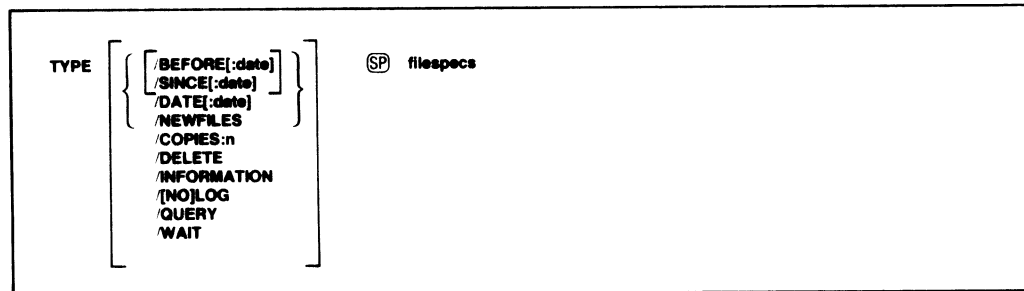 TYPE /BEFORE[:date] SP filespecs
/SINCE[:date]
/DATE[:date]
/NEWFILES
/COPIES:n
/DELETE
/INFORMATION
/[NO]LOG
/QUERY
/WAIT